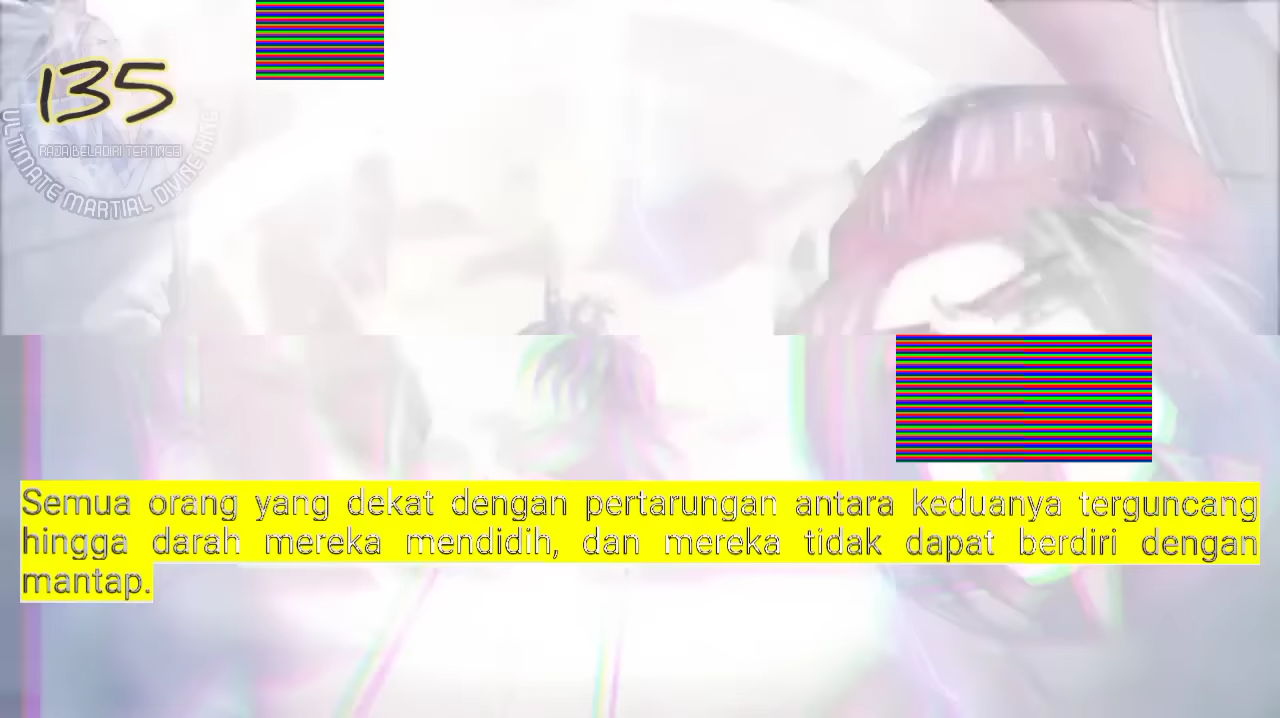 135
RAJA BELADIRI TERTINGGI
ULTIMATE MARTIAL DIVINE KING
Semua orang yang dekat dengan pertarungan antara keduanya terguncang
hingga darah mereka mendidih, dan mereka tidak dapat berdiri dengan
mantap.